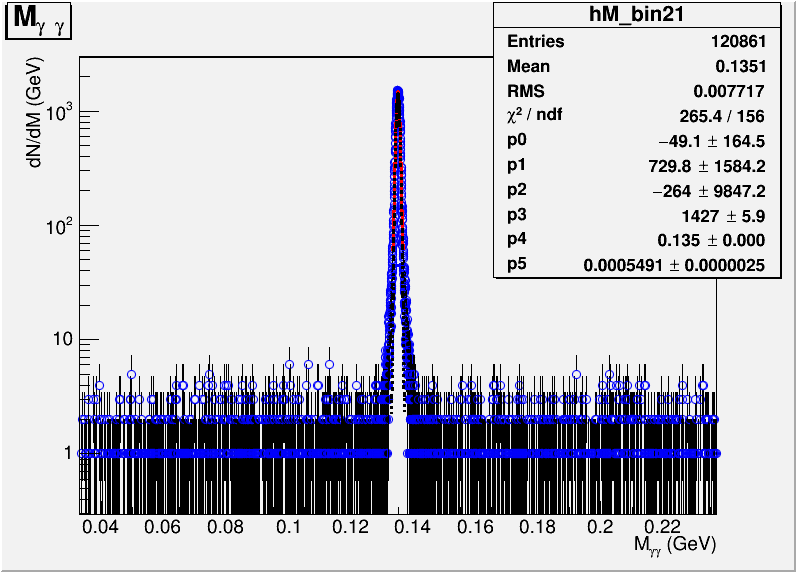 M_γ γ
hM_bin21
Entries 120861
Mean 0.1351
RMS 0.007717
χ² / ndf 265.4 / 156
p0 −49.1 ± 164.5
p1 729.8 ± 1584.2
p2 −264 ± 9847.2
p3 1427 ± 5.9
p4 0.135 ± 0.000
p5 0.0005491 ± 0.0000025
dN/dM (GeV)
10³
10²
10
1
0.04 0.06 0.08 0.1 0.12 0.14 0.16 0.18 0.2 0.22
M_γγ (GeV)